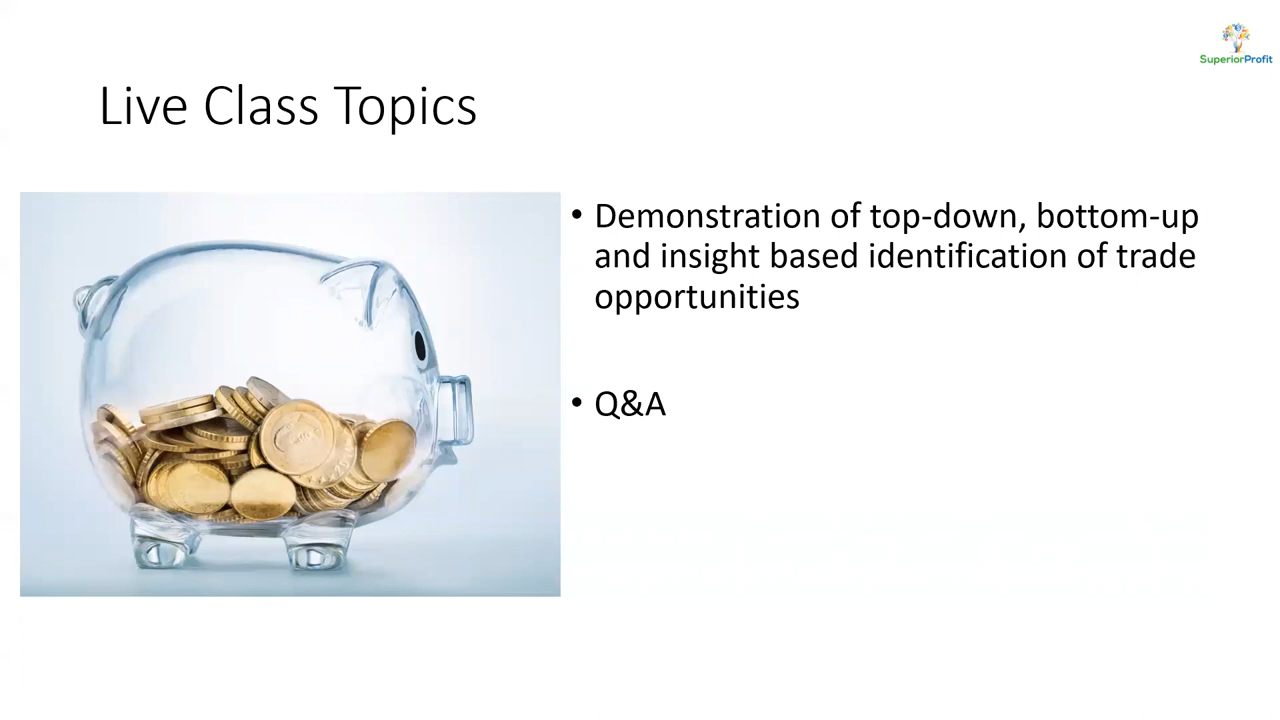 SuperiorProfit
Live Class Topics
• Demonstration of top-down, bottom-up
and insight based identification of trade
opportunities
• Q&A